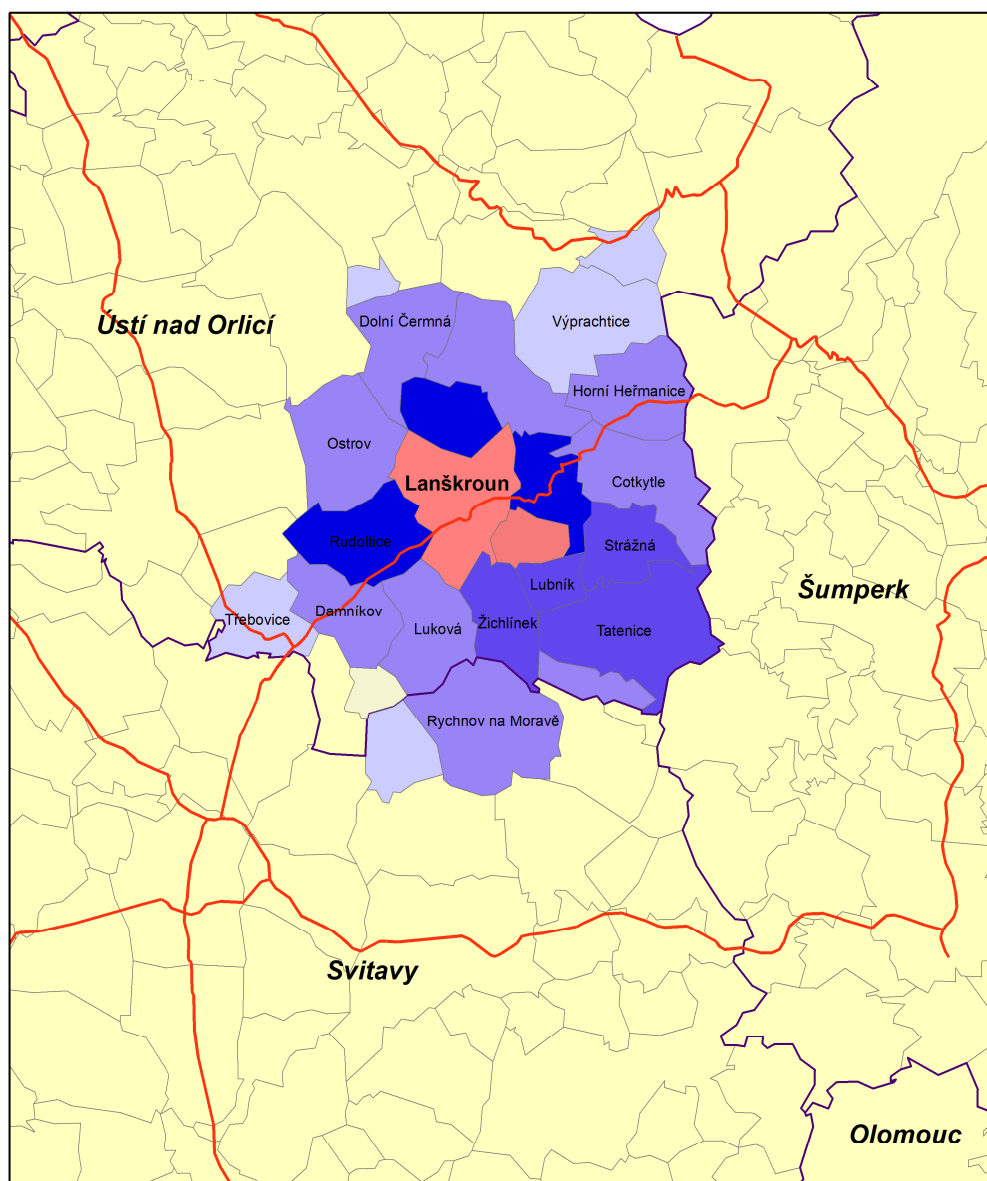 Ústí nad Orlicí
Dolní Čermná
Výprachtice
Horní Heřmanice
Ostrov
Lanškroun
Cotkytle
Rudoltice
Strážná
Lubník
Šumperk
Damníkov
Třebovice
Luková
Žichlínek
Tatenice
Rychnov na Moravě
Svitavy
Olomouc